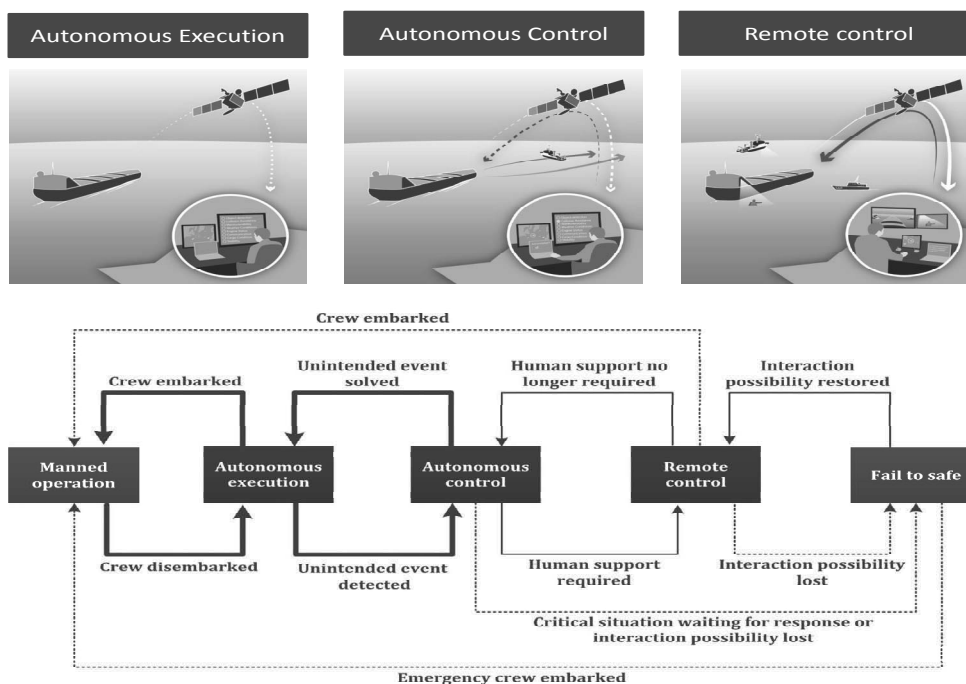 Autonomous Execution
Autonomous Control
Remote control
Crew embarked
Crew embarked
Unintended event
solved
Human support no
longer required
Interaction
possibility restored
Manned
operation
Autonomous
execution
Autonomous
control
Remote
control
Fail to safe
Crew disembarked
Unintended event
detected
Human support
required
Interaction possibility
lost
Critical situation waiting for response or
interaction possibility lost
Emergency crew embarked